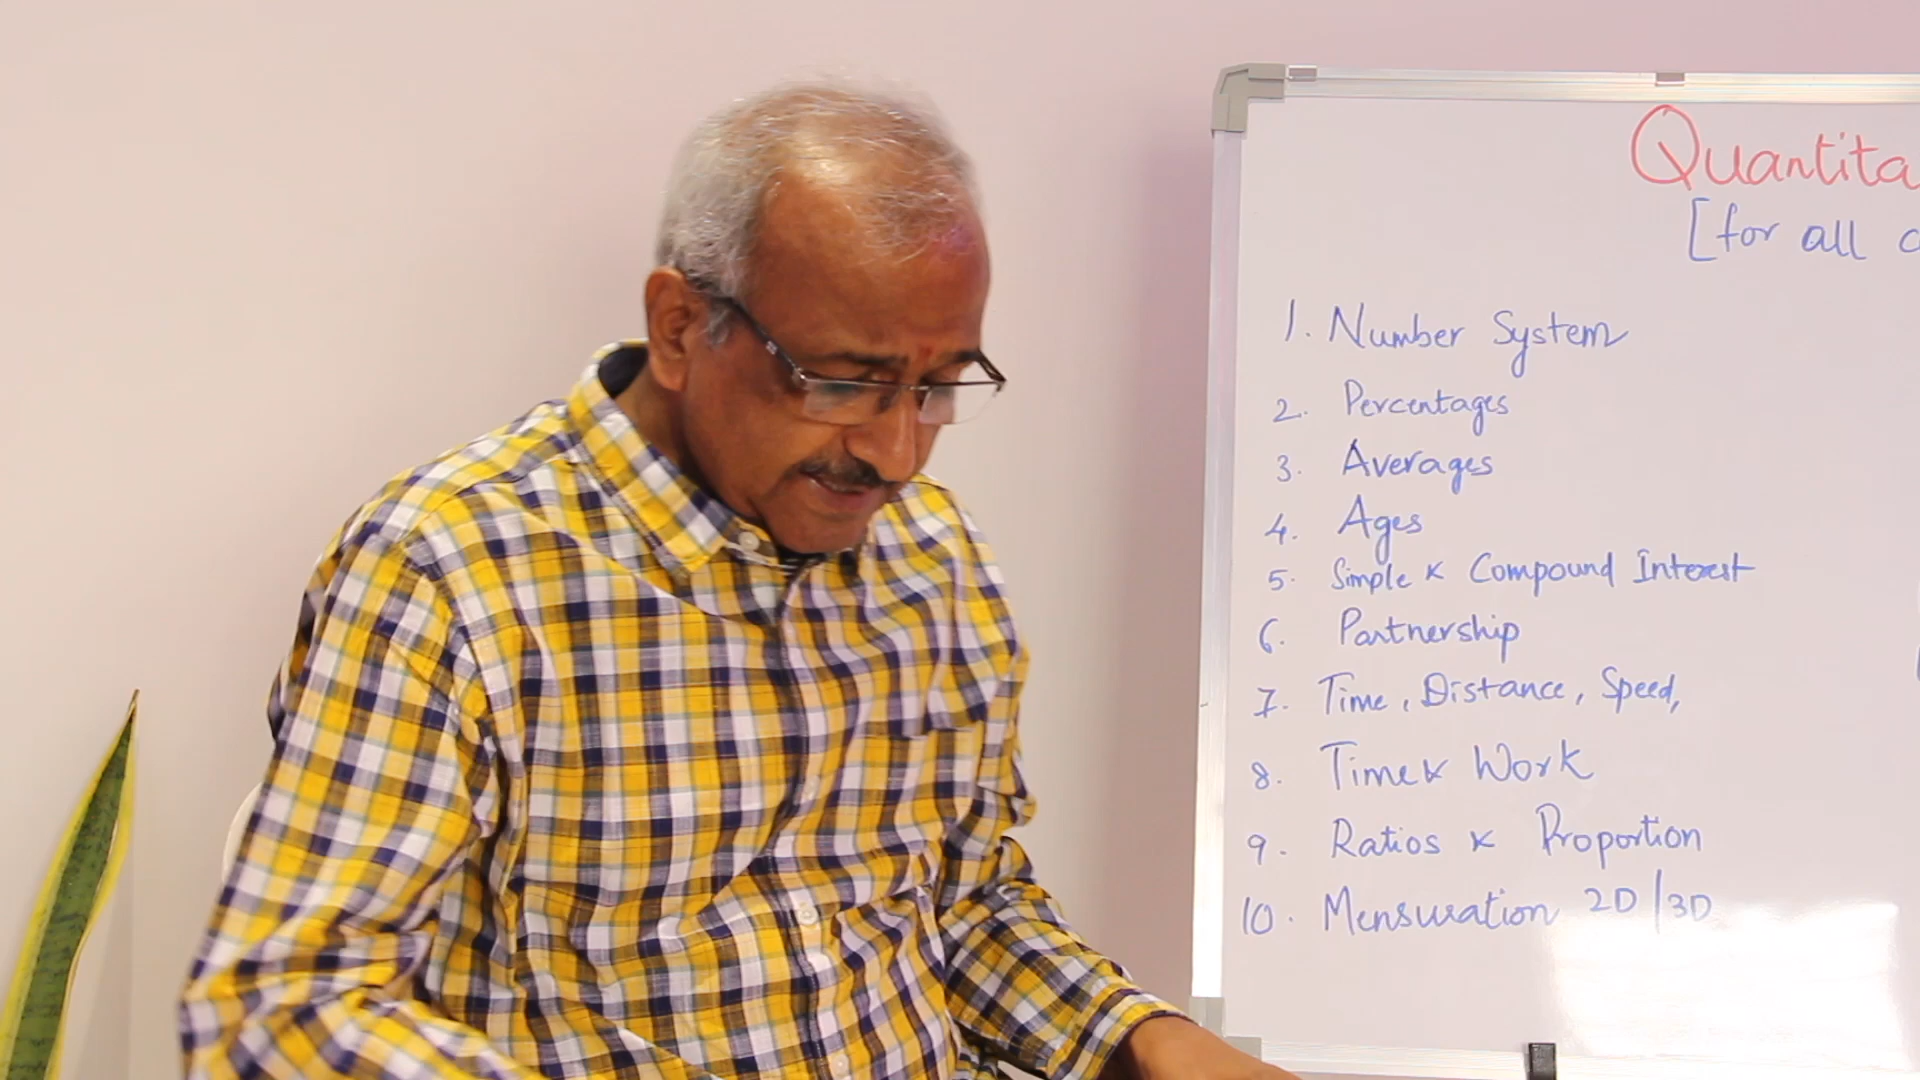 Quantita
[for all c
1. Number System
2. Percentages
3. Averages
4. Ages
5. Simple & Compound Interest
6. Partnership
7. Time, Distance, Speed,
8. Time & Work
9. Ratios & Proportion
10. Mensuration 2D/3D